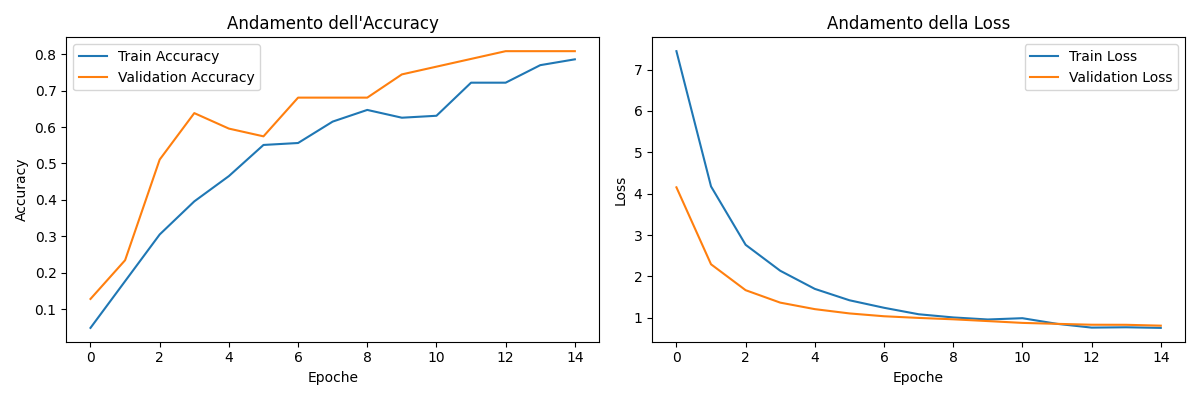 Andamento dell'Accuracy
Train Accuracy
Validation Accuracy
Accuracy
0.8
0.7
0.6
0.5
0.4
0.3
0.2
0.1
0 2 4 6 8 10 12 14
Epoche
Andamento della Loss
Train Loss
Validation Loss
Loss
7
6
5
4
3
2
1
0 2 4 6 8 10 12 14
Epoche